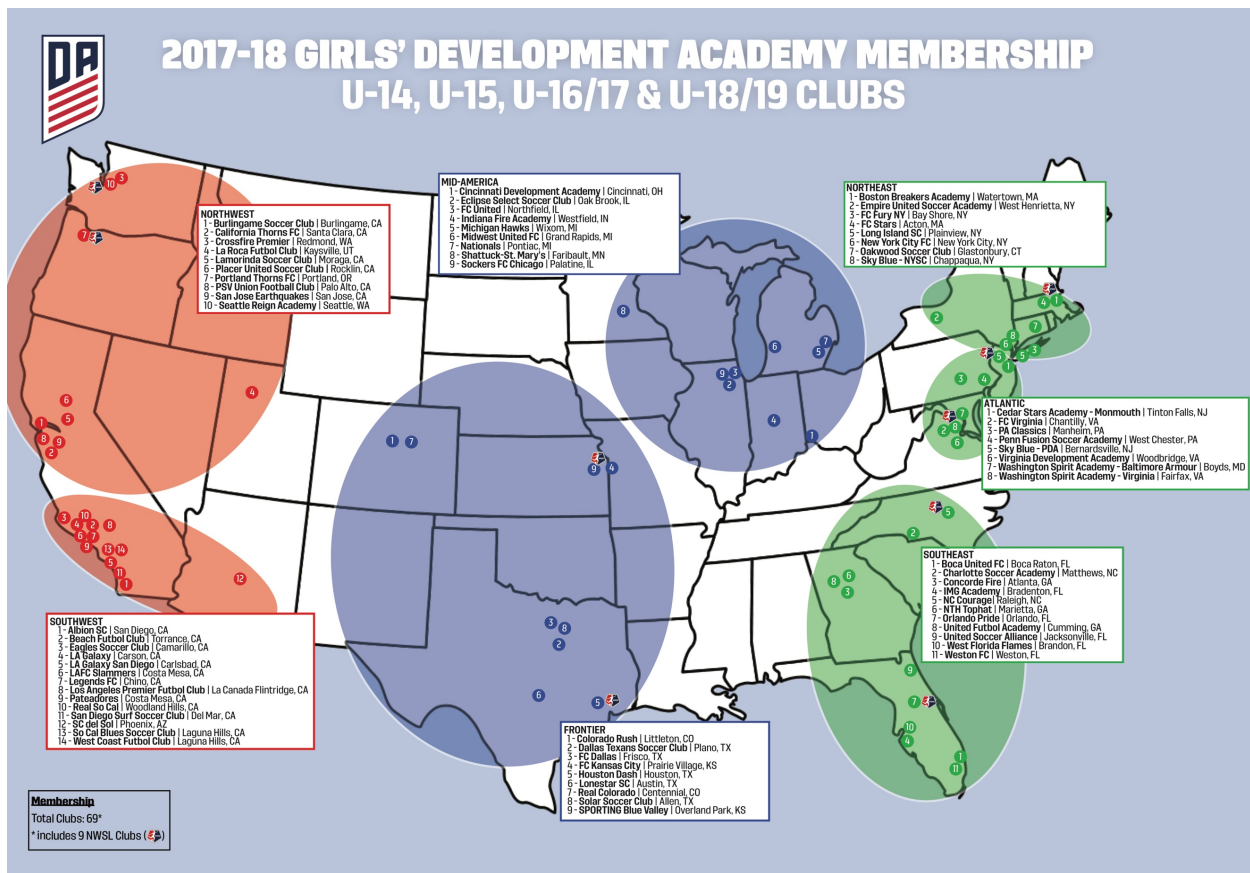 DA
2017-18 GIRLS' DEVELOPMENT ACADEMY MEMBERSHIP
U-14, U-15, U-16/17 & U-18/19 CLUBS
NORTHWEST
1 - Burlingame Soccer Club | Burlingame, CA
2 - California Thorns FC | Santa Clara, CA
3 - Crossfire Premier | Redmond, WA
4 - La Roca Futbol Club | Kaysville, UT
5 - Lamorinda Soccer Club | Moraga, CA
6 - Placer United Soccer Club | Rocklin, CA
7 - Portland Thorns FC | Portland, OR
8 - PSV Union Football Club | Palo Alto, CA
9 - San Jose Earthquakes | San Jose, CA
10 - Seattle Reign Academy | Seattle, WA
MID-AMERICA
1 - Cincinnati Development Academy | Cincinnati, OH
2 - Eclipse Select Soccer Club | Oak Brook, IL
3 - FC United | Northfield, IL
4 - Indiana Fire Academy | Westfield, IN
5 - Michigan Hawks | Wixom, MI
6 - Midwest United FC | Grand Rapids, MI
7 - Nationals | Pontiac, MI
8 - Shattuck-St. Mary's | Faribault, MN
9 - Sockers FC Chicago | Palatine, IL
NORTHEAST
1 - Boston Breakers Academy | Watertown, MA
2 - Empire United Soccer Academy | West Henrietta, NY
3 - FC Fury NY | Bay Shore, NY
4 - FC Stars | Acton, MA
5 - Long Island SC | Plainview, NY
6 - New York City FC | New York City, NY
7 - Oakwood Soccer Club | Glastonbury, CT
8 - Sky Blue - NYSC | Chappaqua, NY
ATLANTIC
1 - Cedar Stars Academy - Monmouth | Tinton Falls, NJ
2 - FC Virginia | Chantilly, VA
3 - PA Classics | Manheim, PA
4 - Penn Fusion Soccer Academy | West Chester, PA
5 - Sky Blue - PDA | Bernardsville, NJ
6 - Virginia Development Academy | Woodbridge, VA
7 - Washington Spirit Academy - Baltimore Armour | Boyds, MD
8 - Washington Spirit Academy - Virginia | Fairfax, VA
SOUTHEAST
1 - Boca United FC | Boca Raton, FL
2 - Charlotte Soccer Academy | Matthews, NC
3 - Concorde Fire | Atlanta, GA
4 - IMG Academy | Bradenton, FL
5 - NC Courage| Raleigh, NC
6 - NTH Tophat | Marietta, GA
7 - Orlando Pride | Orlando, FL
8 - United Futbol Academy | Cumming, GA
9 - United Soccer Alliance | Jacksonville, FL
10 - West Florida Flames | Brandon, FL
11 - Weston FC | Weston, FL
SOUTHWEST
1 - Albion SC | San Diego, CA
2 - Beach Futbol Club | Torrance, CA
3 - Eagles Soccer Club | Camarillo, CA
4 - LA Galaxy | Carson, CA
5 - LA Galaxy San Diego | Carlsbad, CA
6 - LAFC Slammers | Costa Mesa, CA
7 - Legends FC | Chino, CA
8 - Los Angeles Premier Futbol Club | La Canada Flintridge, CA
9 - Pateadores | Costa Mesa, CA
10 - Real So Cal | Woodland Hills, CA
11 - San Diego Surf Soccer Club | Del Mar, CA
12 - SC del Sol | Phoenix, AZ
13 - So Cal Blues Soccer Club | Laguna Hills, CA
14 - West Coast Futbol Club | Laguna Hills, CA
FRONTIER
1 - Colorado Rush | Littleton, CO
2 - Dallas Texans Soccer Club | Plano, TX
3 - FC Dallas | Frisco, TX
4 - FC Kansas City | Prairie Village, KS
5 - Houston Dash | Houston, TX
6 - Lonestar SC | Austin, TX
7 - Real Colorado | Centennial, CO
8 - Solar Soccer Club | Allen, TX
9 - SPORTING Blue Valley | Overland Park, KS
Membership
Total Clubs: 69*
* includes 9 NWSL Clubs ( )